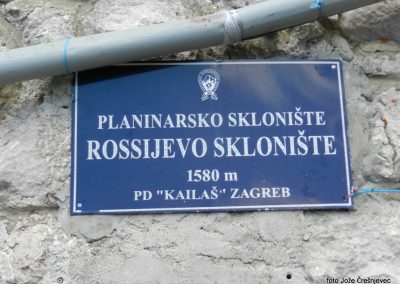 PLANINARSKO SKLONIŠTE
ROSSIJEVO SKLONIŠTE
1580 m
PD "KAILAŠ" ZAGREB
foto Jože Črešnjevec